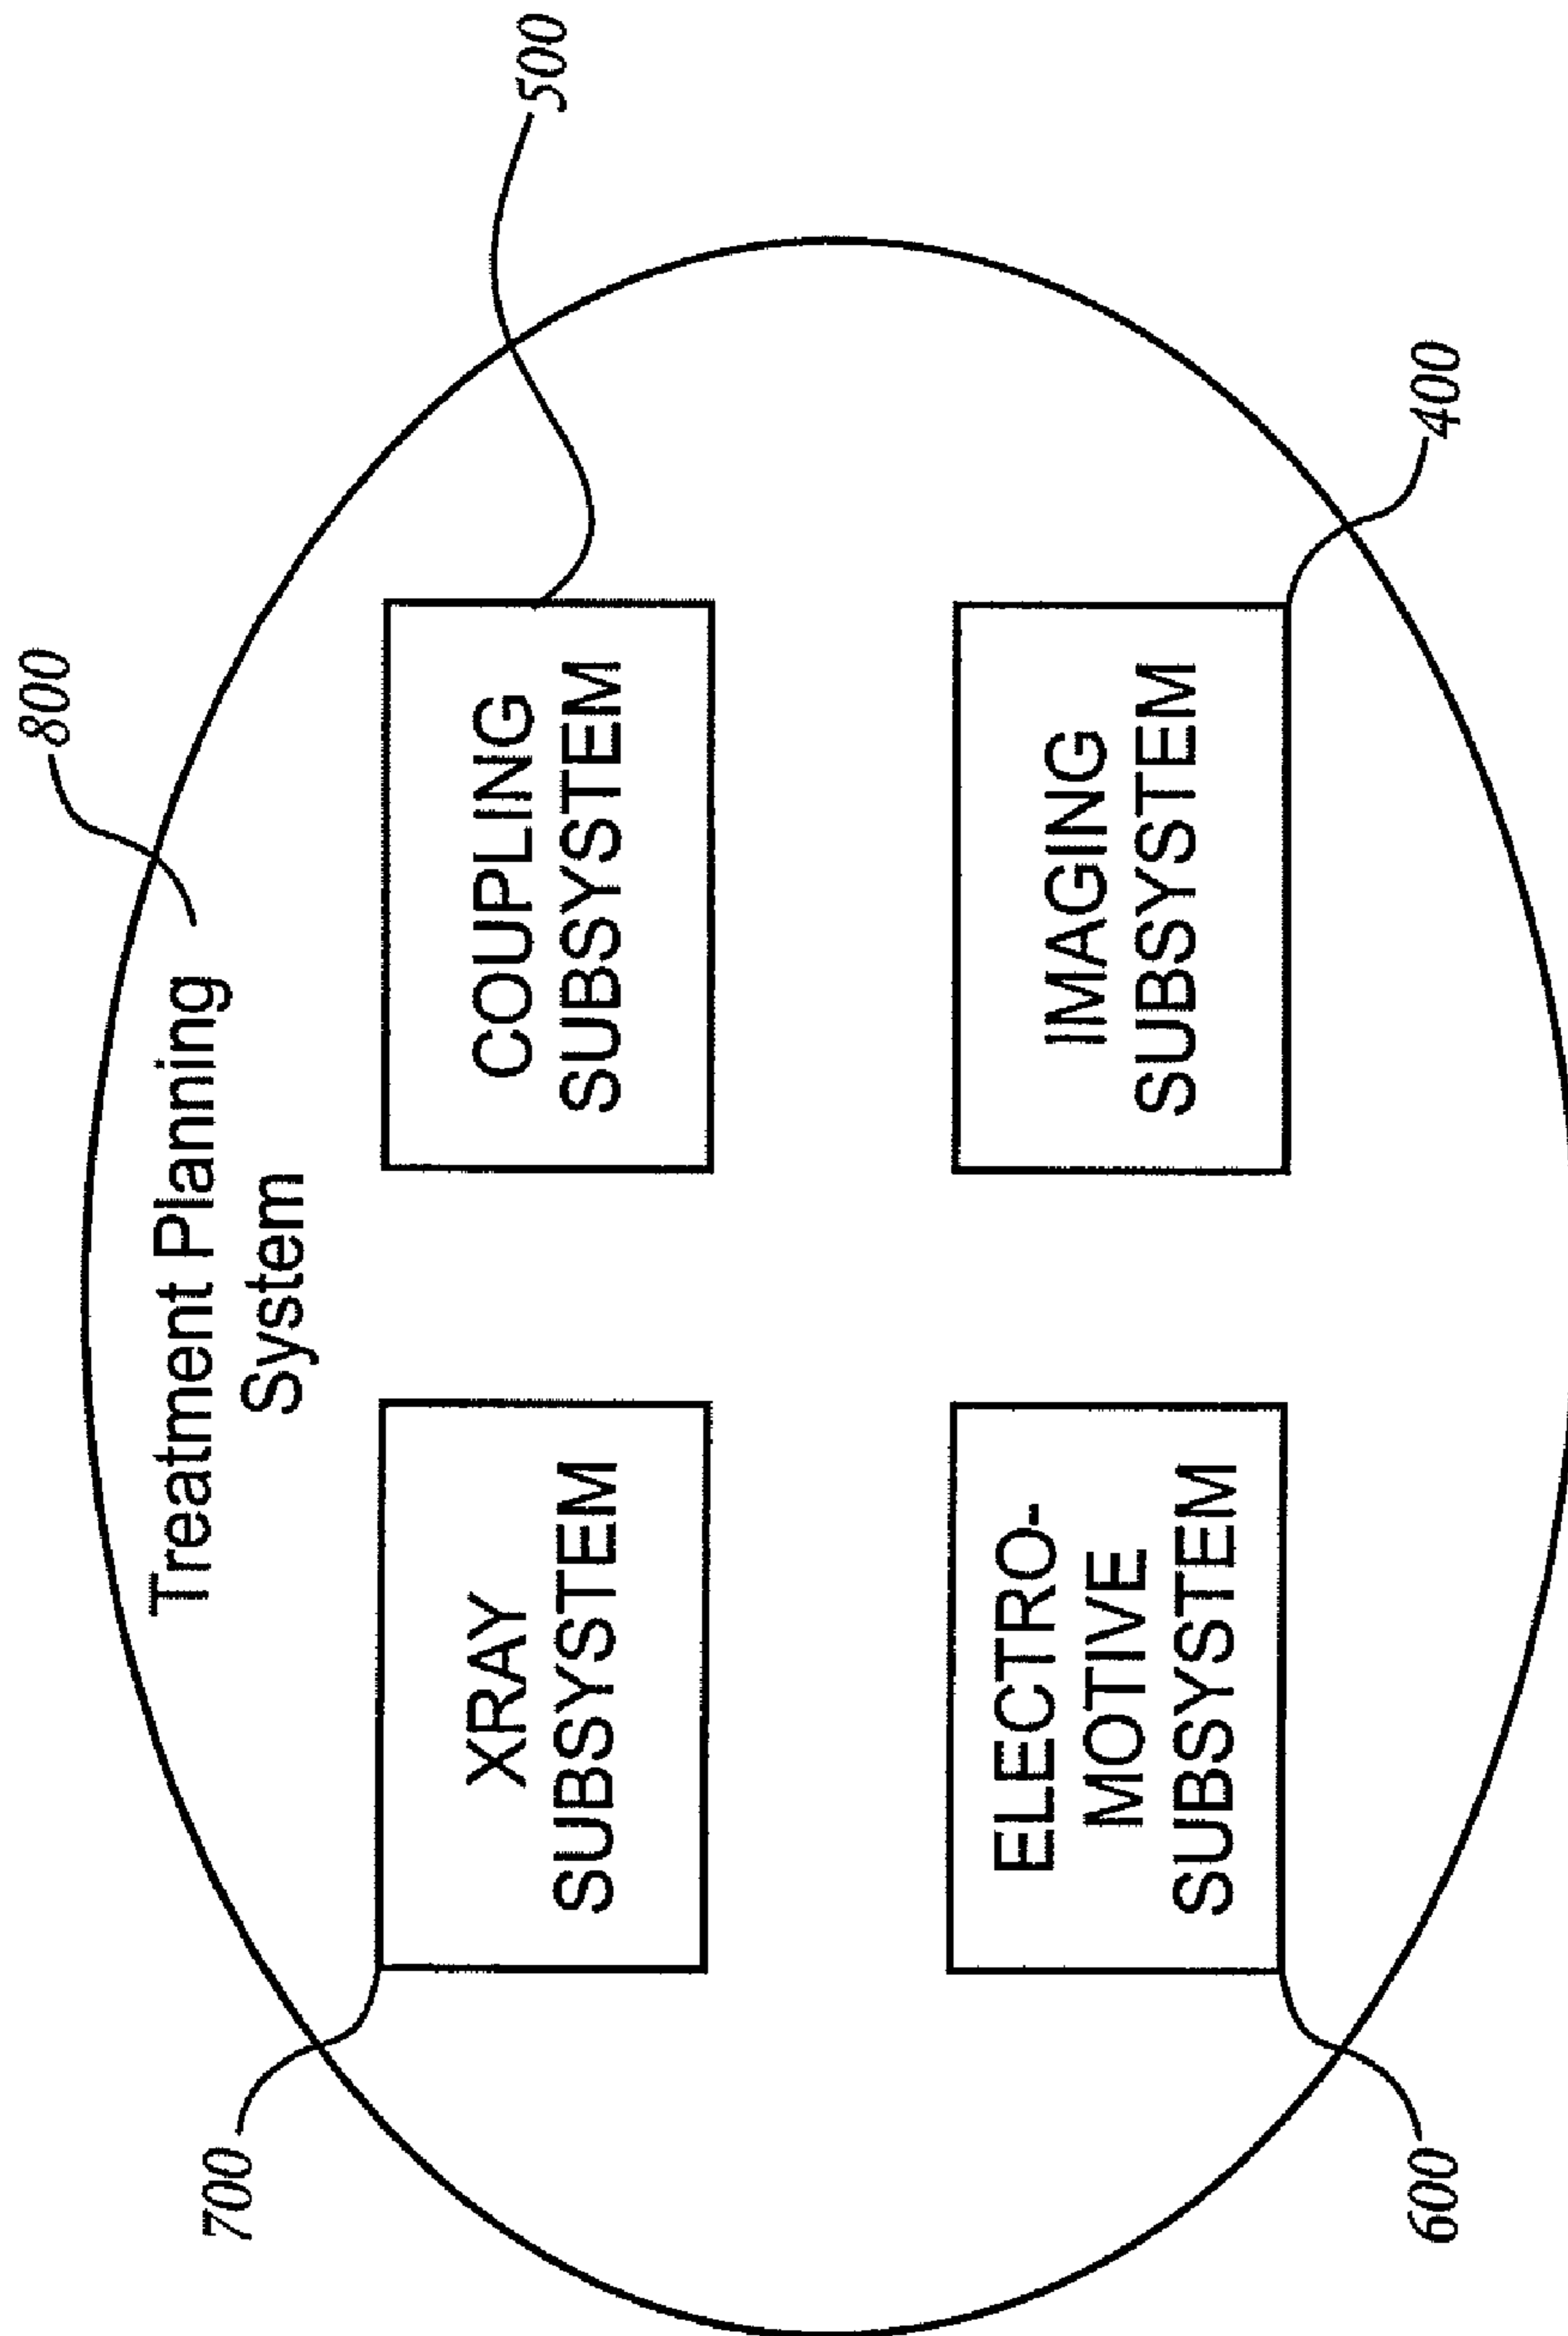 800
Treatment Planning
System
500
700
XRAY
SUBSYSTEM
COUPLING
SUBSYSTEM
ELECTRO-
MOTIVE
SUBSYSTEM
IMAGING
SUBSYSTEM
600
400